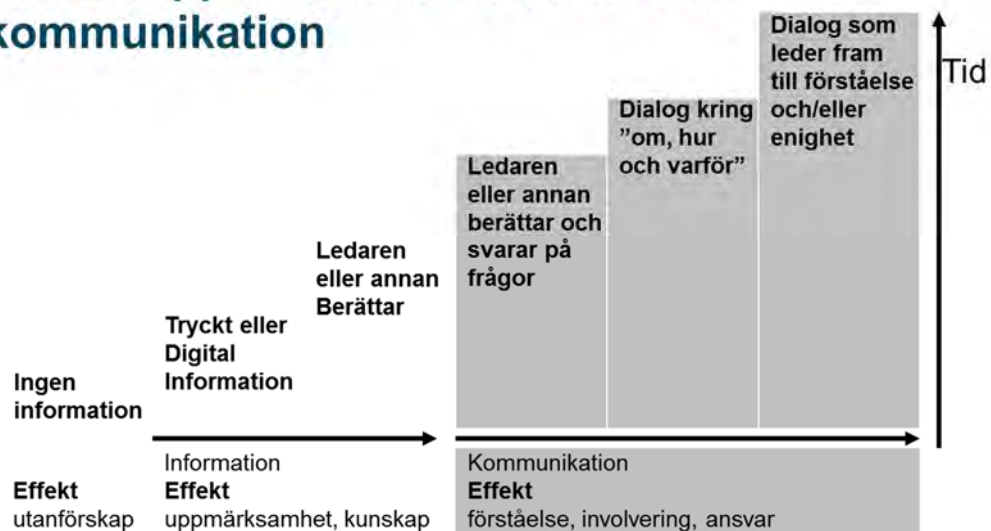 kommunikation
Ingen
information
Tryckt eller
Digital
Information
Ledaren
eller annan
Berättar
Ledaren
eller annan
berättar och
svarar på
frågor
Dialog kring
”om, hur
och varför”
Dialog som
leder fram
till förståelse
och/eller
enighet
Tid
Effekt
utanförskap
Information
Effekt
uppmärksamhet, kunskap
Kommunikation
Effekt
förståelse, involvering, ansvar